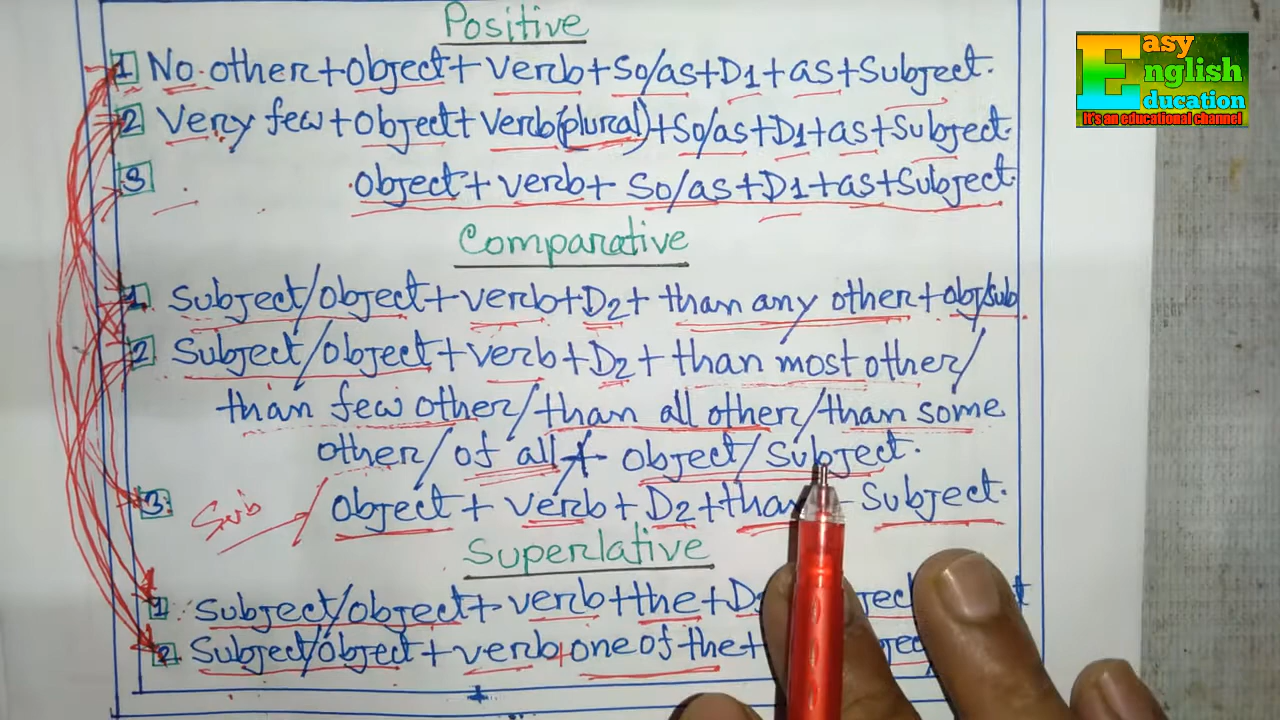 Positive
1 No other+object+verb+So/as+D1+as+Subject.
2 Very few+object+verb(plural)+So/as+D1+as+Subject.
3 object+verb+ So/as+D1+as+Subject.
Comparative
1. Subject/object+verb+D2+than any other+obj/sub
2 Subject/object+verb+D2+than most other/
than few other/than all other/than some
other/of all+ object/Subject.
3. Sub/object+ verb+D2+than Subject.
Superlative
1. Subject/object+verb+the+
2. Subject/object+verb+one of the+
Easy
English
Education
It's an educational channel